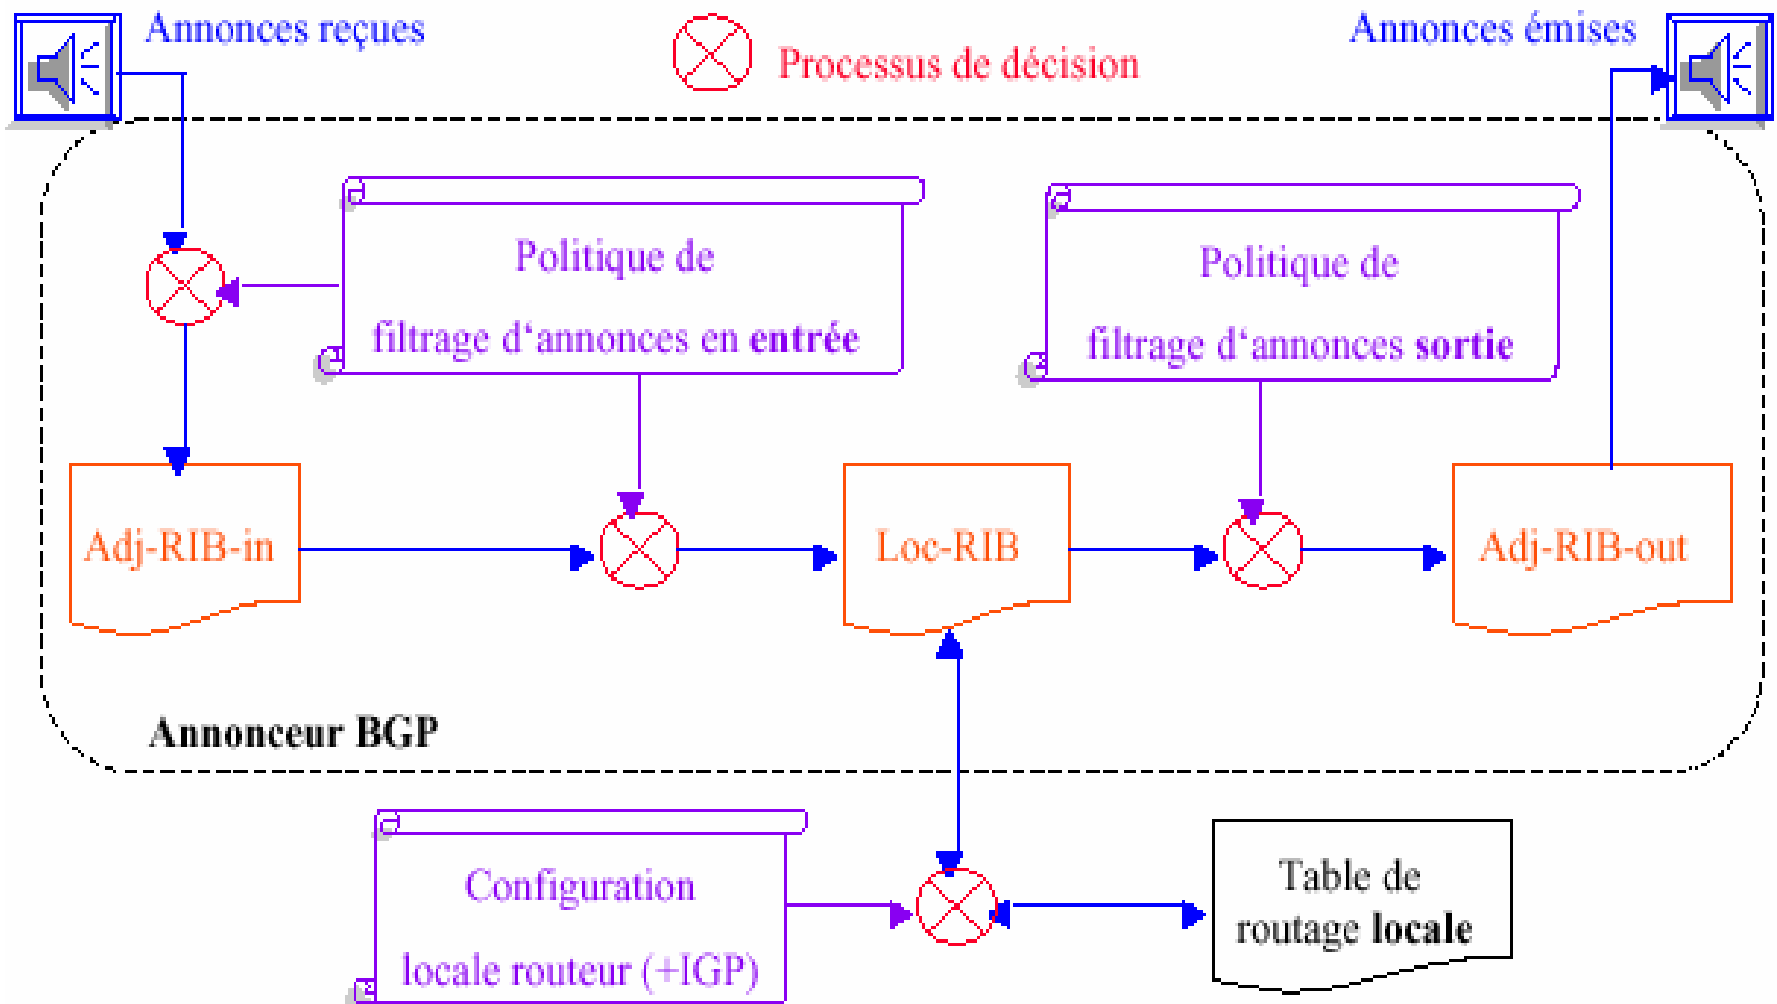 Annonces reçues
Processus de décision
Annonces émises
Politique de
filtrage d‘annonces en entrée
Politique de
filtrage d‘annonces sortie
Adj-RIB-in
Loc-RIB
Adj-RIB-out
Annonceur BGP
Configuration
locale routeur (+IGP)
Table de
routage locale